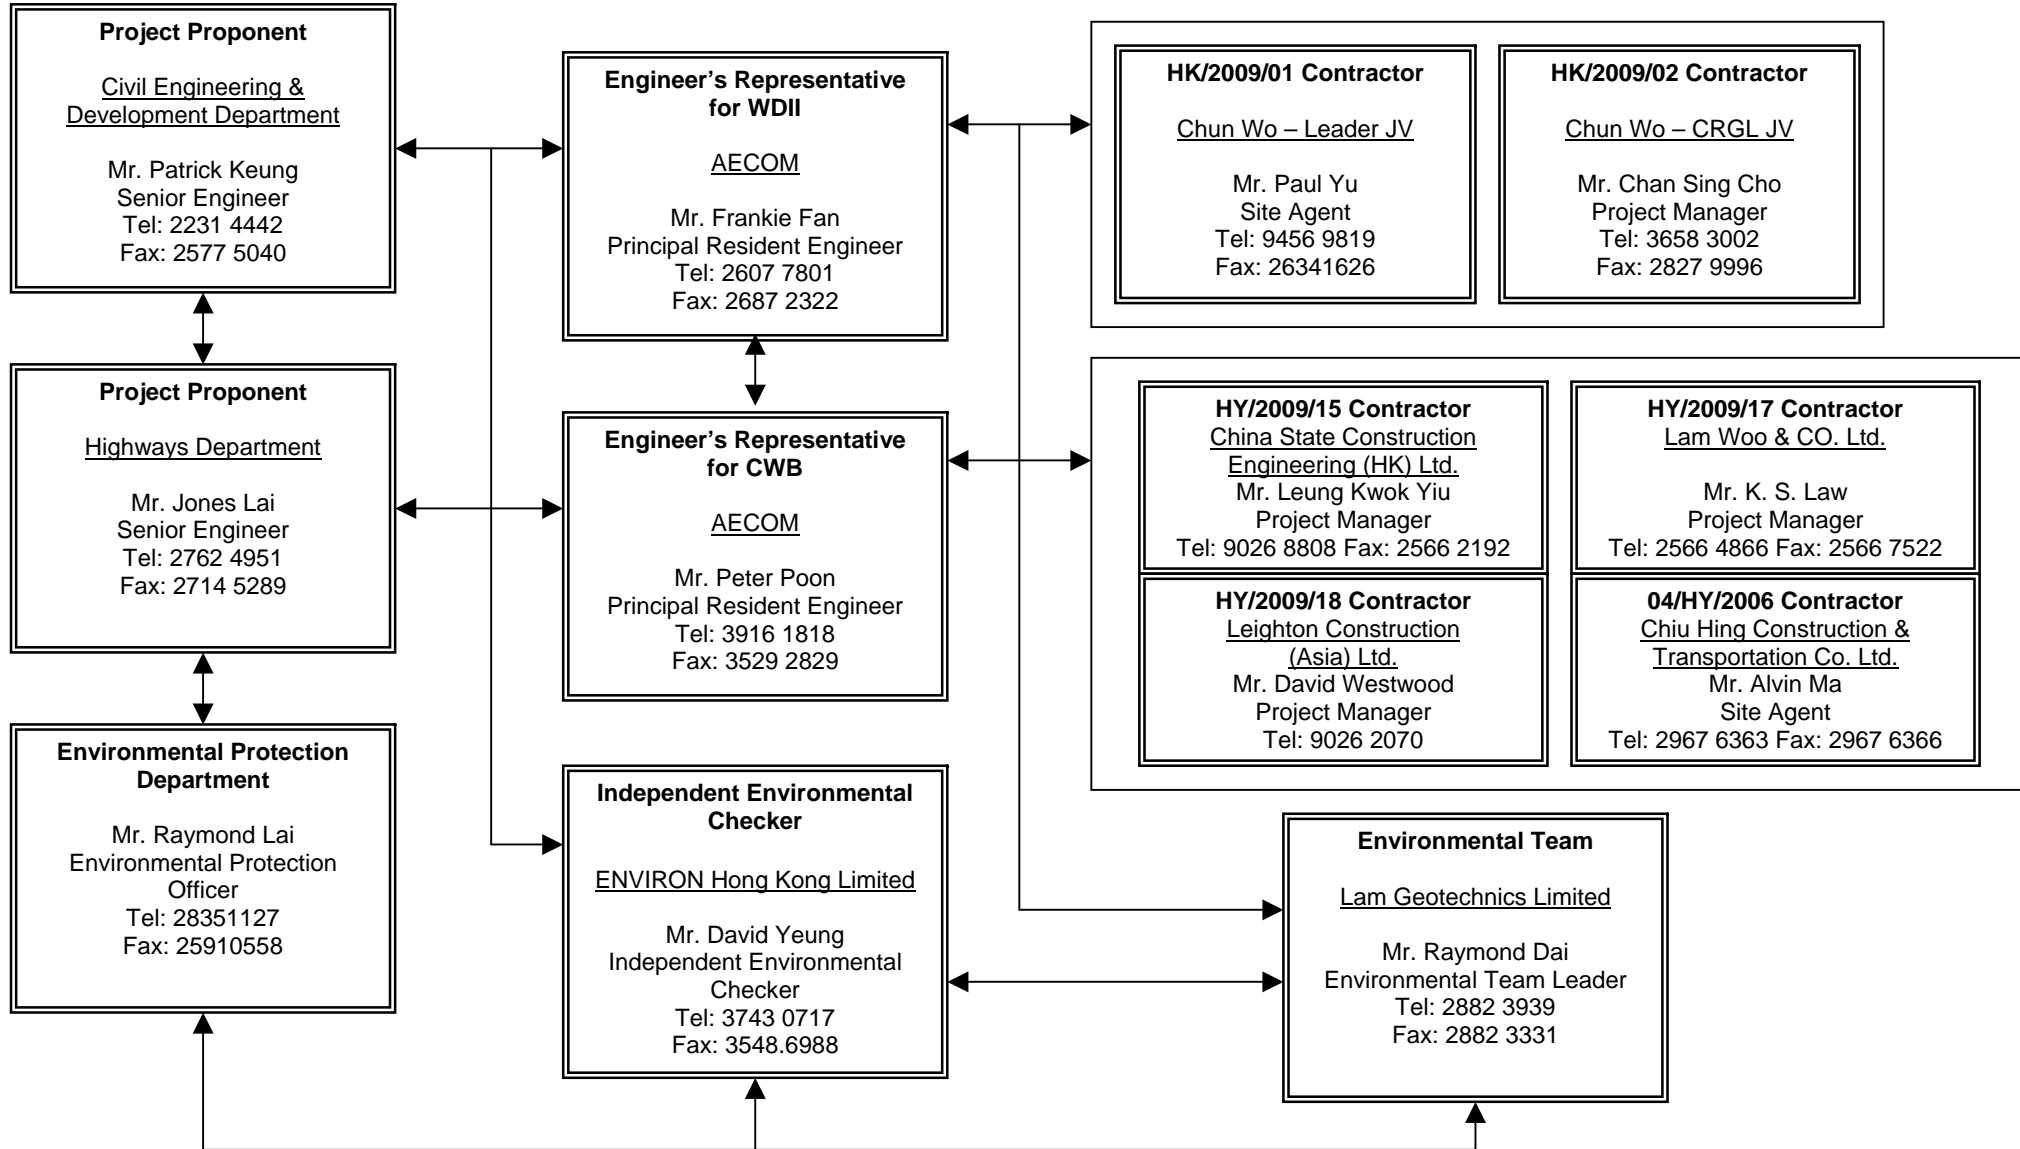 Project Proponent
Civil Engineering &
Development Department
Mr. Patrick Keung
Senior Engineer
Tel: 2231 4442
Fax: 2577 5040
Project Proponent
Highways Department
Mr. Jones Lai
Senior Engineer
Tel: 2762 4951
Fax: 2714 5289
Environmental Protection
Department
Mr. Raymond Lai
Environmental Protection
Officer
Tel: 28351127
Fax: 25910558
Engineer’s Representative
for WDII
AECOM
Mr. Frankie Fan
Principal Resident Engineer
Tel: 2607 7801
Fax: 2687 2322
Engineer’s Representative
for CWB
AECOM
Mr. Peter Poon
Principal Resident Engineer
Tel: 3916 1818
Fax: 3529 2829
Independent Environmental
Checker
ENVIRON Hong Kong Limited
Mr. David Yeung
Independent Environmental
Checker
Tel: 3743 0717
Fax: 3548.6988
HK/2009/01 Contractor
Chun Wo – Leader JV
Mr. Paul Yu
Site Agent
Tel: 9456 9819
Fax: 26341626
HK/2009/02 Contractor
Chun Wo – CRGL JV
Mr. Chan Sing Cho
Project Manager
Tel: 3658 3002
Fax: 2827 9996
HY/2009/15 Contractor
China State Construction
Engineering (HK) Ltd.
Mr. Leung Kwok Yiu
Project Manager
Tel: 9026 8808 Fax: 2566 2192
HY/2009/17 Contractor
Lam Woo & CO. Ltd.
Mr. K. S. Law
Project Manager
Tel: 2566 4866 Fax: 2566 7522
HY/2009/18 Contractor
Leighton Construction
(Asia) Ltd.
Mr. David Westwood
Project Manager
Tel: 9026 2070
04/HY/2006 Contractor
Chiu Hing Construction &
Transportation Co. Ltd.
Mr. Alvin Ma
Site Agent
Tel: 2967 6363 Fax: 2967 6366
Environmental Team
Lam Geotechnics Limited
Mr. Raymond Dai
Environmental Team Leader
Tel: 2882 3939
Fax: 2882 3331